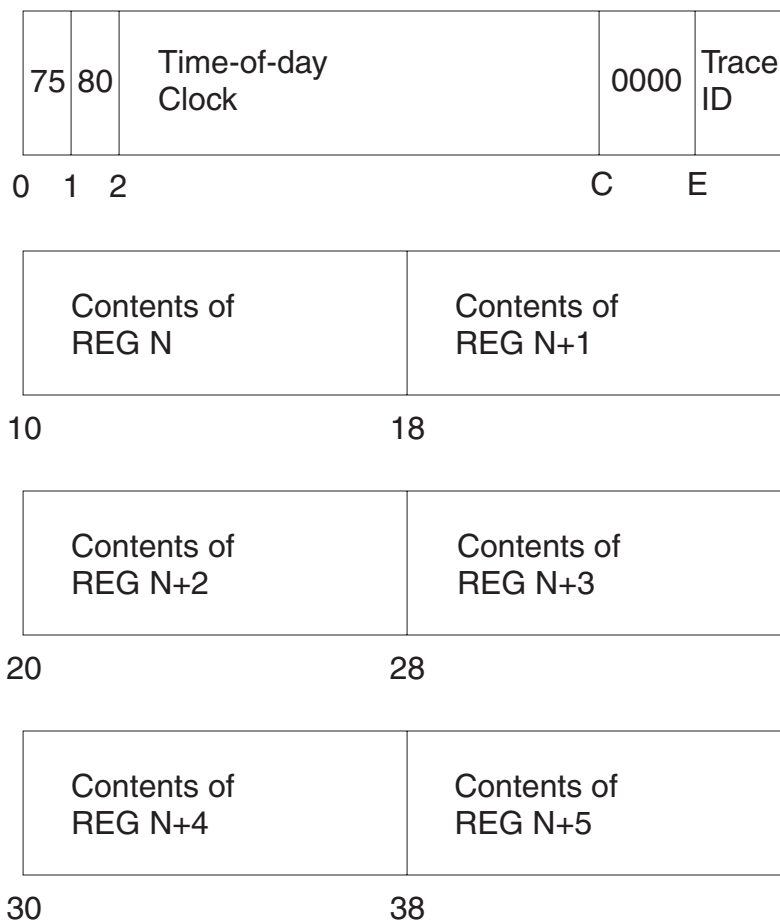 75 80 Time-of-day Clock 0000 Trace ID
0 1 2 C E
Contents of Contents of
REG N REG N+1
10 18
Contents of Contents of
REG N+2 REG N+3
20 28
Contents of Contents of
REG N+4 REG N+5
30 38